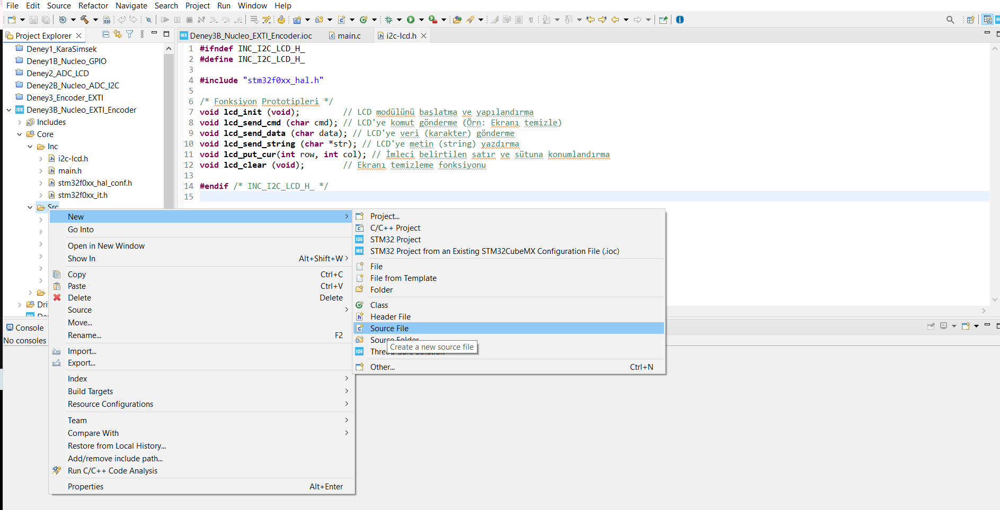 File Edit Source Refactor Navigate Search Project Run Window Help
Project Explorer
Deney3B_Nucleo_EXTI_Encoder.ioc main.c i2c-lcd.h
Deney1_KaraSimsek
Deney1B_Nucleo_GPIO
Deney2_ADC_LCD
Deney2B_Nucleo_ADC_I2C
Deney3_Encoder_EXTI
IDE Deney3B_Nucleo_EXTI_Encoder
Includes
Core
Inc
i2c-lcd.h
main.h
stm32f0xx_hal_conf.h
stm32f0xx_it.h
Src
1 #ifndef INC_I2C_LCD_H_
2 #define INC_I2C_LCD_H_
3
4 #include "stm32f0xx_hal.h"
5
6 /* Fonksiyon Prototipleri */
7 void lcd_init (void); // LCD modülünü başlatma ve yapılandırma
8 void lcd_send_cmd (char cmd); // LCD'ye komut gönderme (Örn: Ekranı temizle)
9 void lcd_send_data (char data); // LCD'ye veri (karakter) gönderme
10 void lcd_send_string (char *str); // LCD'ye metin (string) yazdırma
11 void lcd_put_cur(int row, int col); // İmleci belirtilen satır ve sütuna konumlandırma
12 void lcd_clear (void); // Ekranı temizleme fonksiyonu
13
14 #endif /* INC_I2C_LCD_H_ */
15
Console
No consoles
New
Go Into
Open in New Window
Show In Alt+Shift+W
Copy Ctrl+C
Paste Ctrl+V
Delete Delete
Source
Move...
Rename... F2
Import...
Export...
Index
Build Targets
Resource Configurations
Team
Compare With
Restore from Local History...
Add/remove include path...
Run C/C++ Code Analysis
Properties Alt+Enter
Project...
C/C++ Project
IDE STM32 Project
MX STM32 Project from an Existing STM32CubeMX Configuration File (.ioc)
File
File from Template
Folder
Class
Header File
Source File
Source Folder
Create a new source file
Other... Ctrl+N